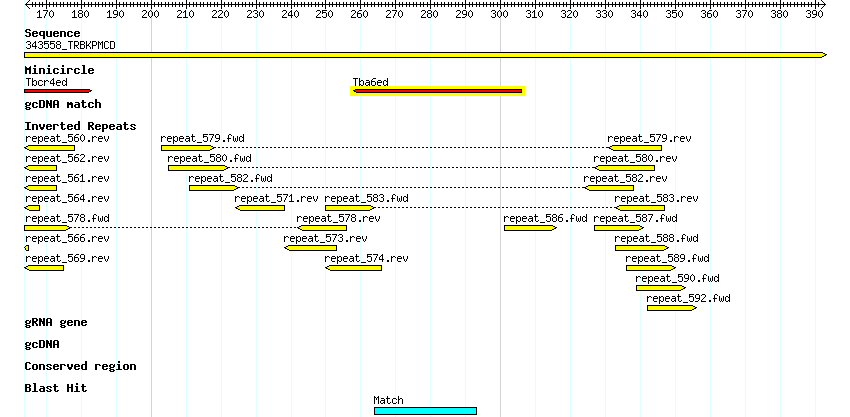 170 180 190 200 210 220 230 240 250 260 270 280 290 300 310 320 330 340 350 360 370 380 390
Sequence
343558_TRBKPMCD
Minicircle
Tbcr4ed Tba6ed
gcDNA match
Inverted Repeats
repeat_560.rev repeat_579.fwd repeat_579.rev
repeat_562.rev repeat_580.fwd repeat_580.rev
repeat_561.rev repeat_582.fwd repeat_582.rev
repeat_564.rev repeat_571.rev repeat_583.fwd repeat_583.rev
repeat_578.fwd repeat_578.rev repeat_586.fwd repeat_587.fwd
repeat_566.rev repeat_573.rev repeat_588.fwd
repeat_569.rev repeat_574.rev repeat_589.fwd
repeat_590.fwd
repeat_592.fwd
gRNA gene
gcDNA
Conserved region
Blast Hit
Match